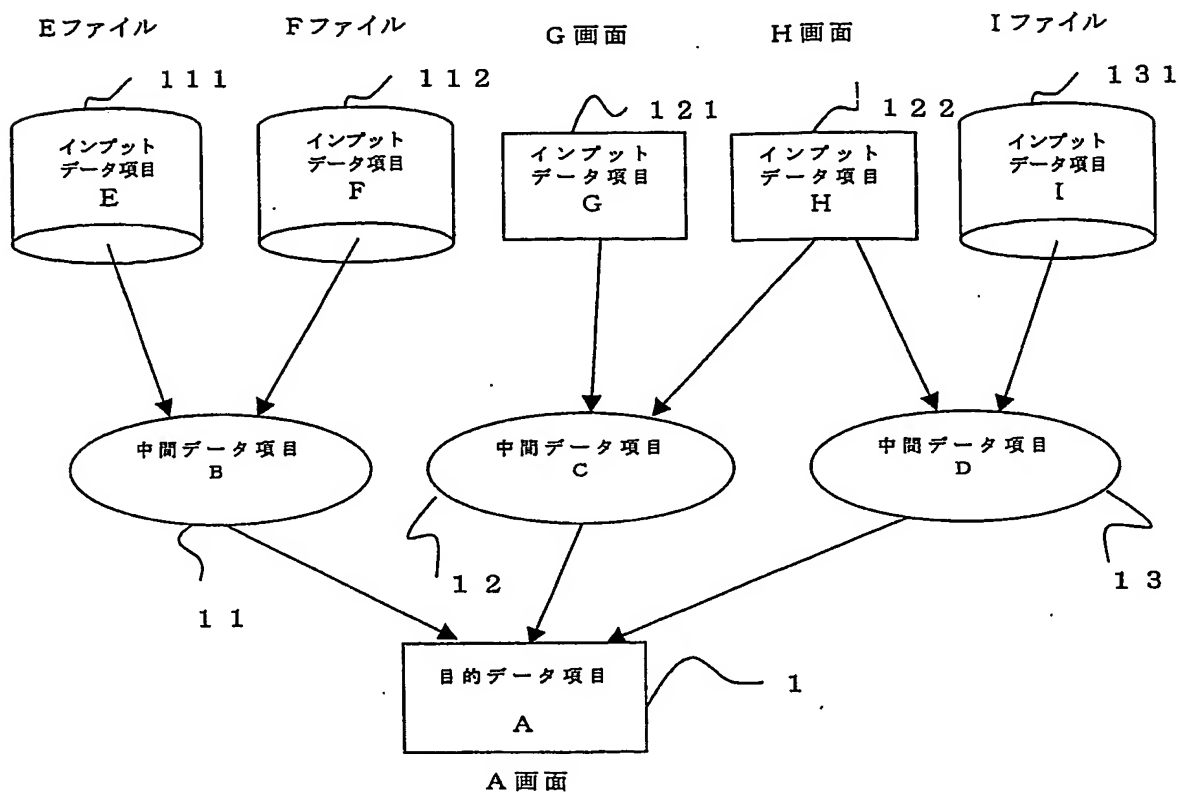 Eファイル
Fファイル
G画面
H画面
Iファイル
111
112
121
122
131
インプット
データ項目
E
インプット
データ項目
F
インプット
データ項目
G
インプット
データ項目
H
インプット
データ項目
I
中間データ項目
B
中間データ項目
C
中間データ項目
D
11
12
13
目的データ項目
A
1
A画面